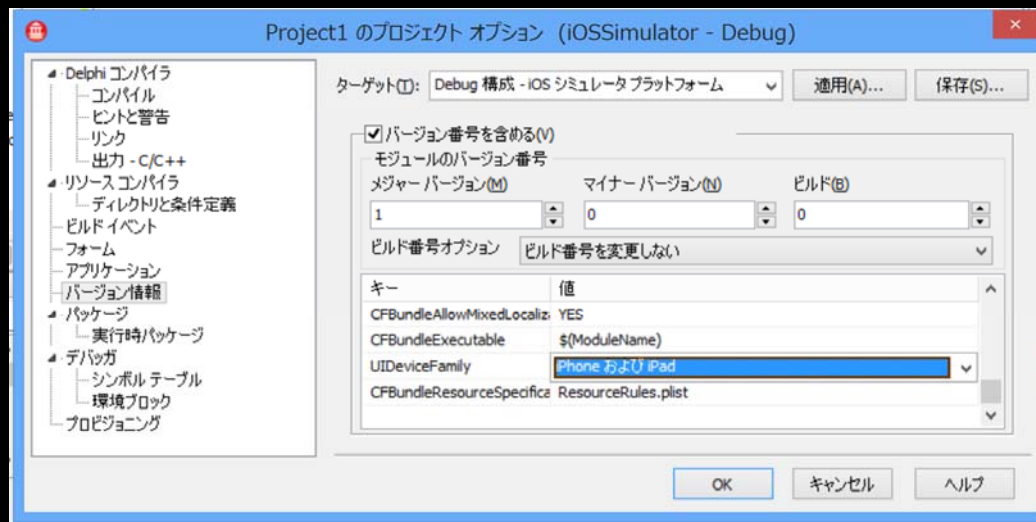 Project1 のプロジェクト オプション (iOSSimulator - Debug)
Delphi コンパイラ
コンパイル
ヒントと警告
リンク
出力 - C/C++
リソース コンパイラ
ディレクトリと条件定義
ビルド イベント
フォーム
アプリケーション
バージョン情報
パッケージ
実行時パッケージ
デバッガ
シンボル テーブル
環境ブロック
プロビジョニング
ターゲット(T): Debug 構成 - iOS シミュレータ プラットフォーム 適用(A)... 保存(S)...
バージョン番号を含める(V)
モジュールのバージョン番号
メジャー バージョン(M) マイナー バージョン(N) ビルド(B)
1 0 0
ビルド番号オプション ビルド番号を変更しない
キー 値
CFBundleAllowMixedLocaliz YES
CFBundleExecutable $(ModuleName)
UIDeviceFamily iPhone および iPad
CFBundleResourceSpecifica ResourceRules.plist
OK キャンセル ヘルプ